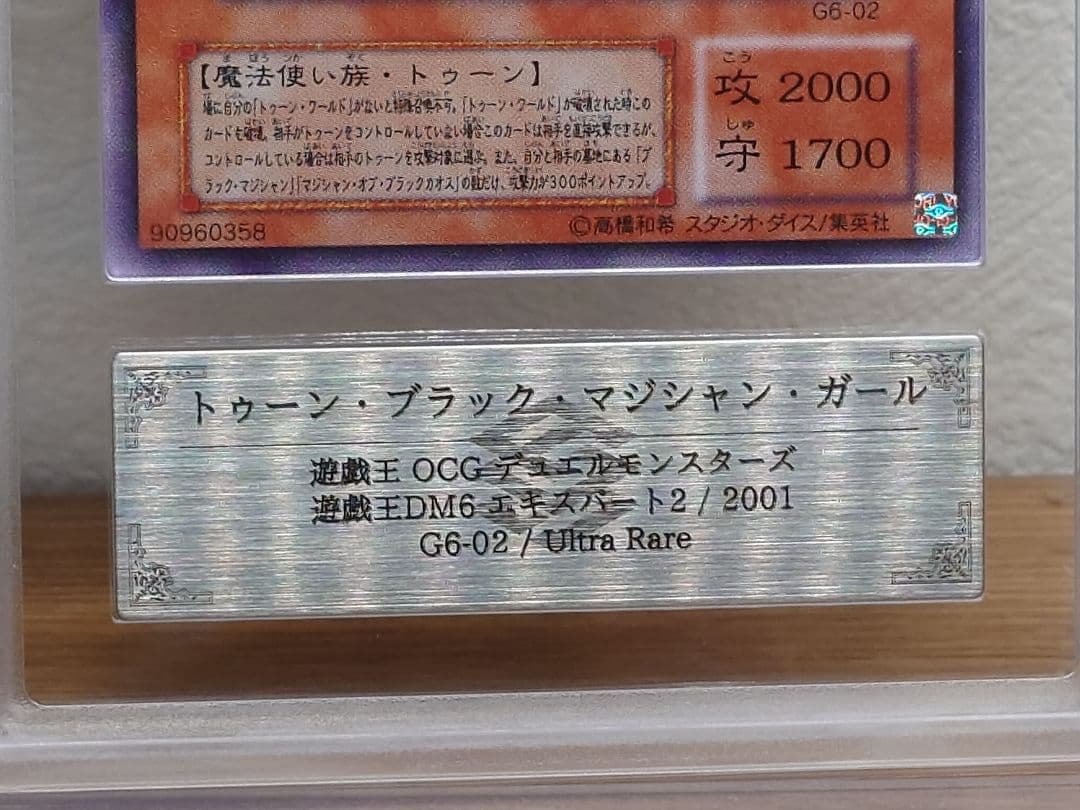 G6-02
【魔法使い族・トゥーン】
場に自分の「トゥーン・ワールド」がないと特殊召喚不可。「トゥーン・ワールド」が破壊された時この
カードも破壊。相手がトゥーンをコントロールしていない場合このカードは相手を直接攻撃できるが、
コントロールしている場合は相手のトゥーンを攻撃対象に選ぶ。また、自分と相手の墓地にある「ブ
ラック・マジシャン」「マジシャン・オブ・ブラックカオス」の数だけ、攻撃力が300ポイントアップ。
こう
攻 2000
しゅ
守 1700
90960358
©高橋和希 スタジオ・ダイス/集英社
トゥーン・ブラック・マジシャン・ガール
遊戯王 OCG デュエルモンスターズ
遊戯王DM6 エキスパート2 / 2001
G6-02 / Ultra Rare